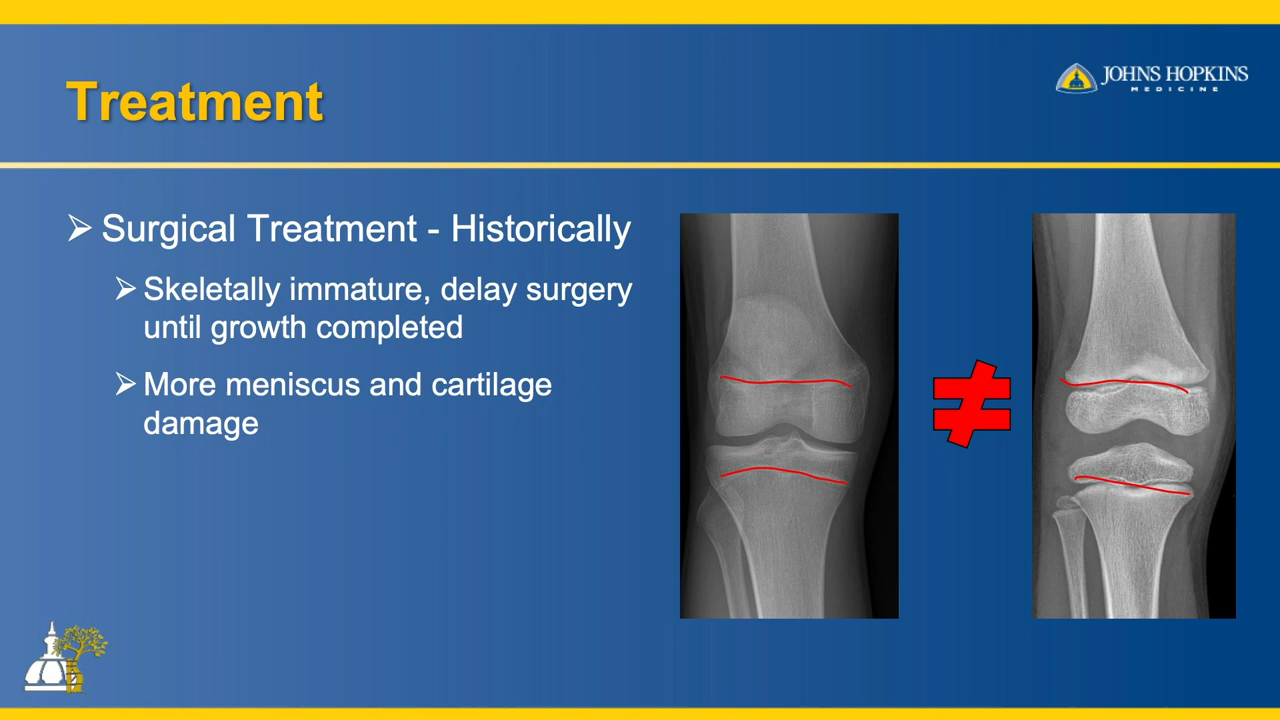 Treatment
JOHNS HOPKINS
MEDICINE
Surgical Treatment - Historically
Skeletally immature, delay surgery
until growth completed
More meniscus and cartilage
damage